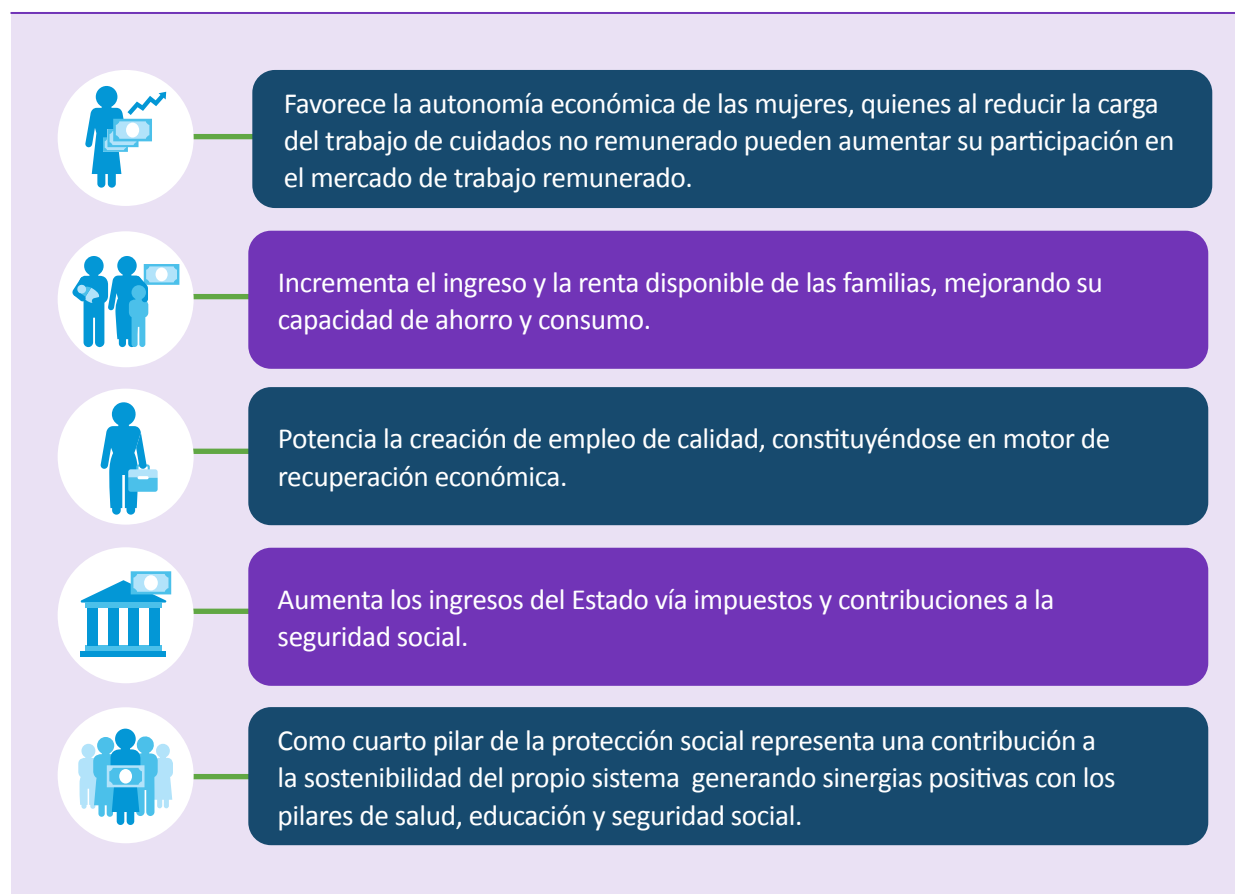 Favorece la autonomía económica de las mujeres, quienes al reducir la carga
del trabajo de cuidados no remunerado pueden aumentar su participación en
el mercado de trabajo remunerado.
Incrementa el ingreso y la renta disponible de las familias, mejorando su
capacidad de ahorro y consumo.
Potencia la creación de empleo de calidad, constituyéndose en motor de
recuperación económica.
Aumenta los ingresos del Estado vía impuestos y contribuciones a la
seguridad social.
Como cuarto pilar de la protección social representa una contribución a
la sostenibilidad del propio sistema  generando sinergias positivas con los
pilares de salud, educación y seguridad social.